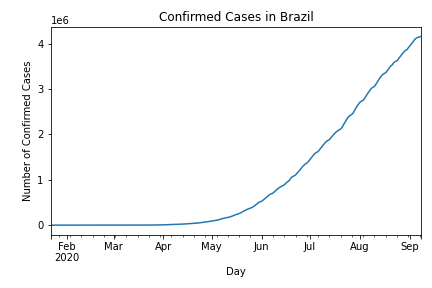 Confirmed Cases in Brazil
1e6
4
3
2
1
0
Number of Confirmed Cases
Feb Mar Apr May Jun Jul Aug Sep
2020
Day